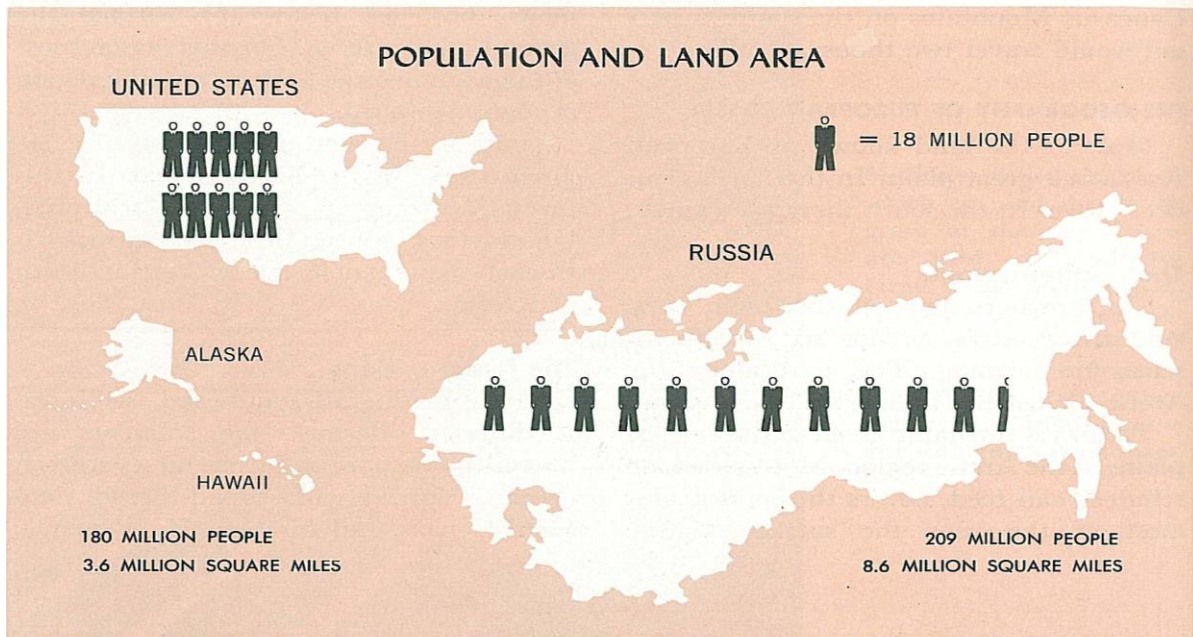 POPULATION AND LAND AREA
UNITED STATES
= 18 MILLION PEOPLE
RUSSIA
ALASKA
HAWAII
180 MILLION PEOPLE
3.6 MILLION SQUARE MILES
209 MILLION PEOPLE
8.6 MILLION SQUARE MILES